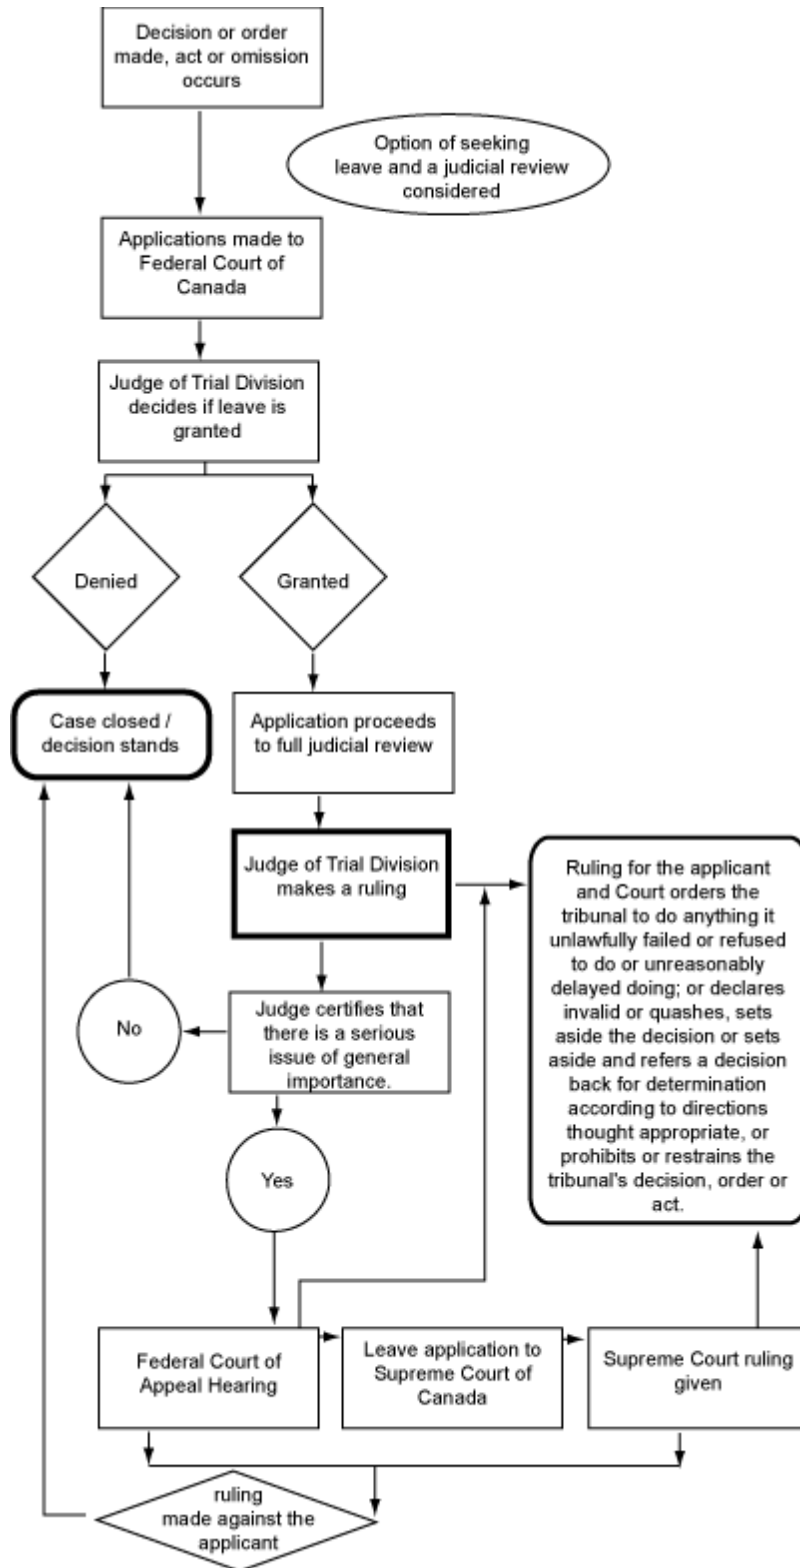 Decision or order
made, act or omission
occurs
Option of seeking
leave and a judicial review
considered
Applications made to
Federal Court of
Canada
Judge of Trial Division
decides if leave is
granted
Denied
Granted
Case closed /
decision stands
Application proceeds
to full judicial review
Judge of Trial Division
makes a ruling
Ruling for the applicant
and Court orders the
tribunal to do anything it
unlawfully failed or refused
to do or unreasonably
delayed doing; or declares
invalid or quashes, sets
aside the decision or sets
aside and refers a decision
back for determination
according to directions
thought appropriate, or
prohibits or restrains the
tribunal's decision, order or
act.
No
Judge certifies that
there is a serious
issue of general
importance.
Yes
Federal Court of
Appeal Hearing
Leave application to
Supreme Court of
Canada
Supreme Court ruling
given
ruling
made against the
applicant